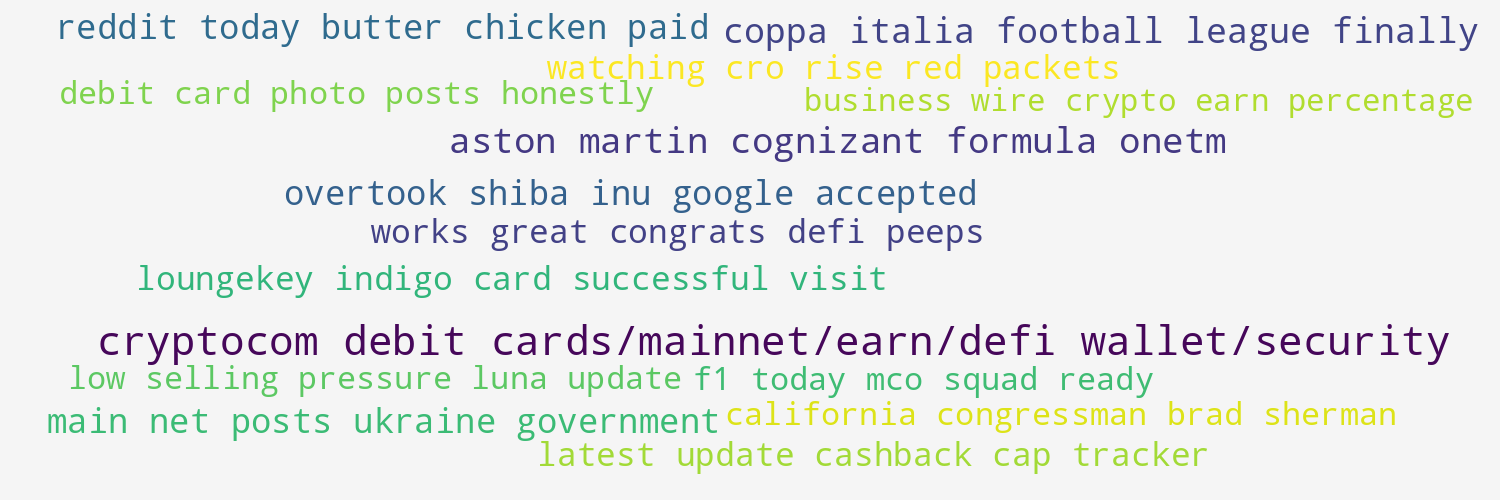 reddit today butter chicken paid
coppa italia football league finally
watching cro rise red packets
debit card photo posts honestly
business wire crypto earn percentage
aston martin cognizant formula onetm
overtook shiba inu google accepted
works great congrats defi peeps
loungekey indigo card successful visit
cryptocom debit cards/mainnet/earn/defi wallet/security
low selling pressure luna update
f1 today mco squad ready
main net posts ukraine government
california congressman brad sherman
latest update cashback cap tracker